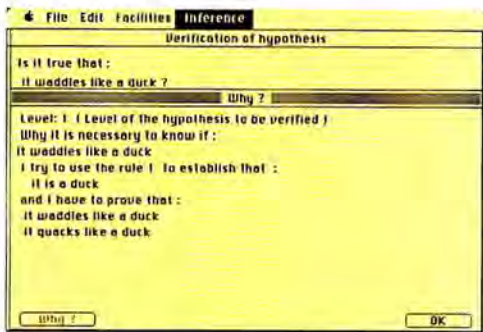 File Edit Facilities Inference
Verification of hypothesis
Is it true that :
it waddles like a duck ?
Why ?
Level: 1 ( Level of the hypothesis to be verified )
Why it is necessary to know if :
it waddles like a duck
I try to use the rule 1 to establish that :
it is a duck
and I have to prove that :
it waddles like a duck
it quacks like a duck
Why ?
OK